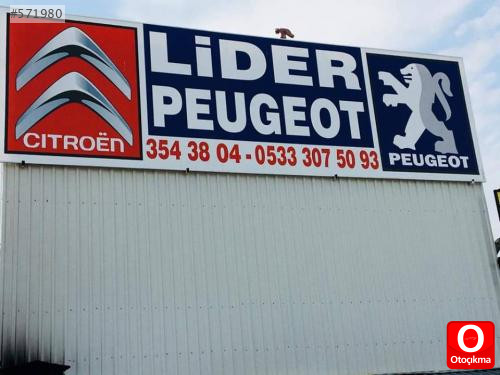 #571980
CITROËN
LiDER
PEUGEOT
354 38 04 - 0533 307 50 93
PEUGEOT
O
Otoçıkma